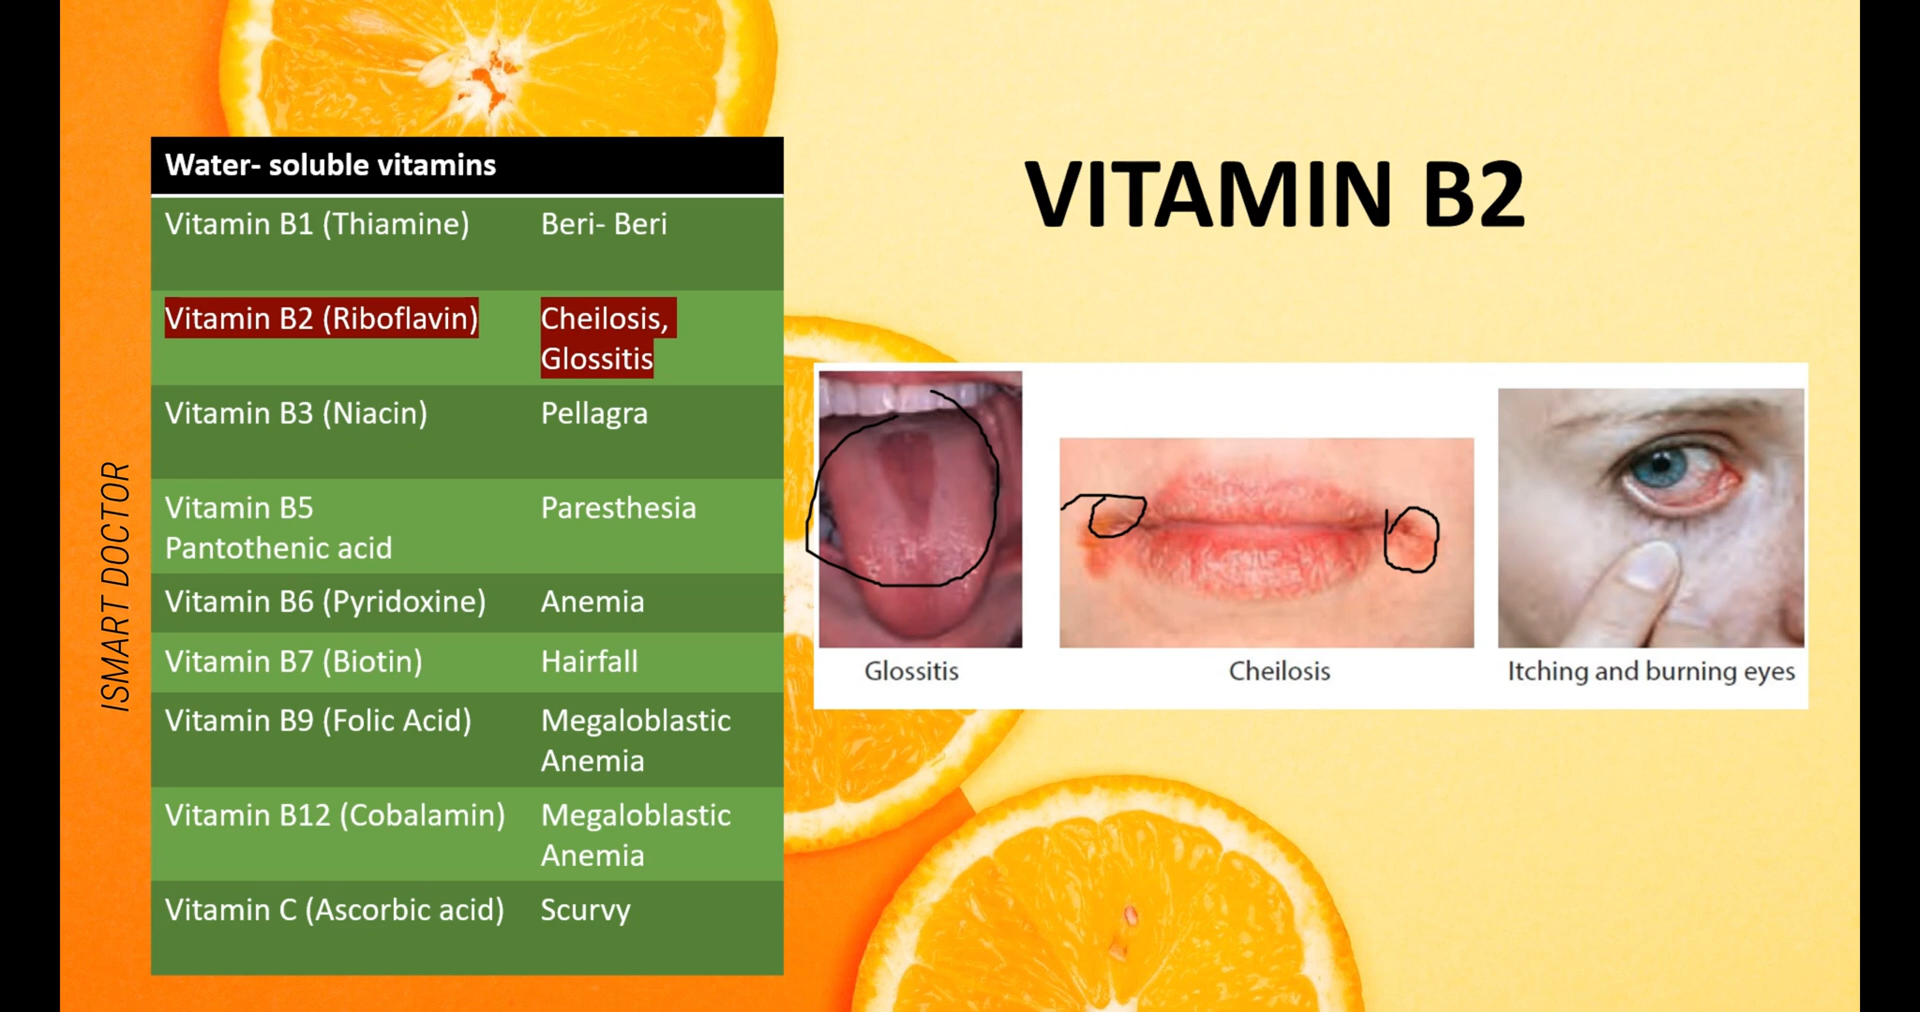 VITAMIN B2
Water- soluble vitamins
Vitamin B1 (Thiamine) Beri- Beri
Vitamin B2 (Riboflavin) Cheilosis,
Glossitis
Vitamin B3 (Niacin) Pellagra
Vitamin B5 Paresthesia
Pantothenic acid
Vitamin B6 (Pyridoxine) Anemia
Vitamin B7 (Biotin) Hairfall
Vitamin B9 (Folic Acid) Megaloblastic
Anemia
Vitamin B12 (Cobalamin) Megaloblastic
Anemia
Vitamin C (Ascorbic acid) Scurvy
Glossitis
Cheilosis
Itching and burning eyes
ISMART DOCTOR